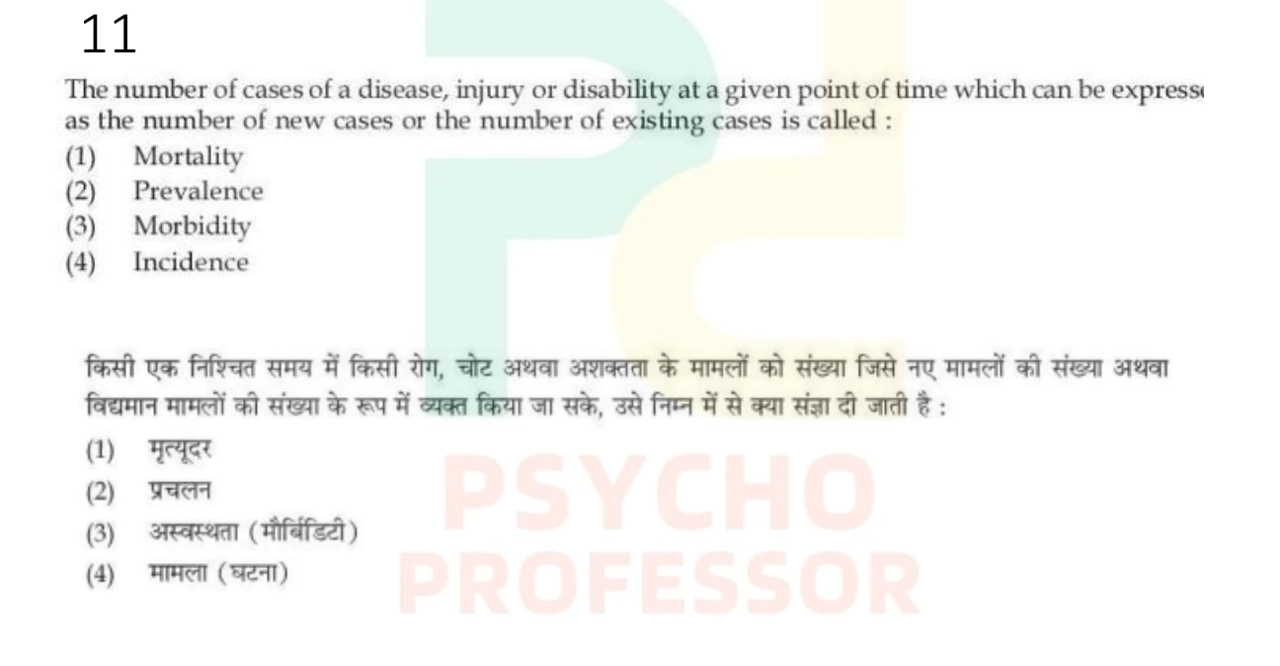 11
The number of cases of a disease, injury or disability at a given point of time which can be express
as the number of new cases or the number of existing cases is called :
(1) Mortality
(2) Prevalence
(3) Morbidity
(4) Incidence
किसी एक निश्चित समय में किसी रोग, चोट अथवा अशक्तता के मामलों को संख्या जिसे नए मामलों की संख्या अथवा
विद्यमान मामलों की संख्या के रूप में व्यक्त किया जा सके, उसे निम्न में से क्या संज्ञा दी जाती है :
(1) मृत्यूदर
(2) प्रचलन
(3) अस्वस्थता (मौर्बिडिटी)
(4) मामला (घटना)
PSYCHO
PROFESSOR